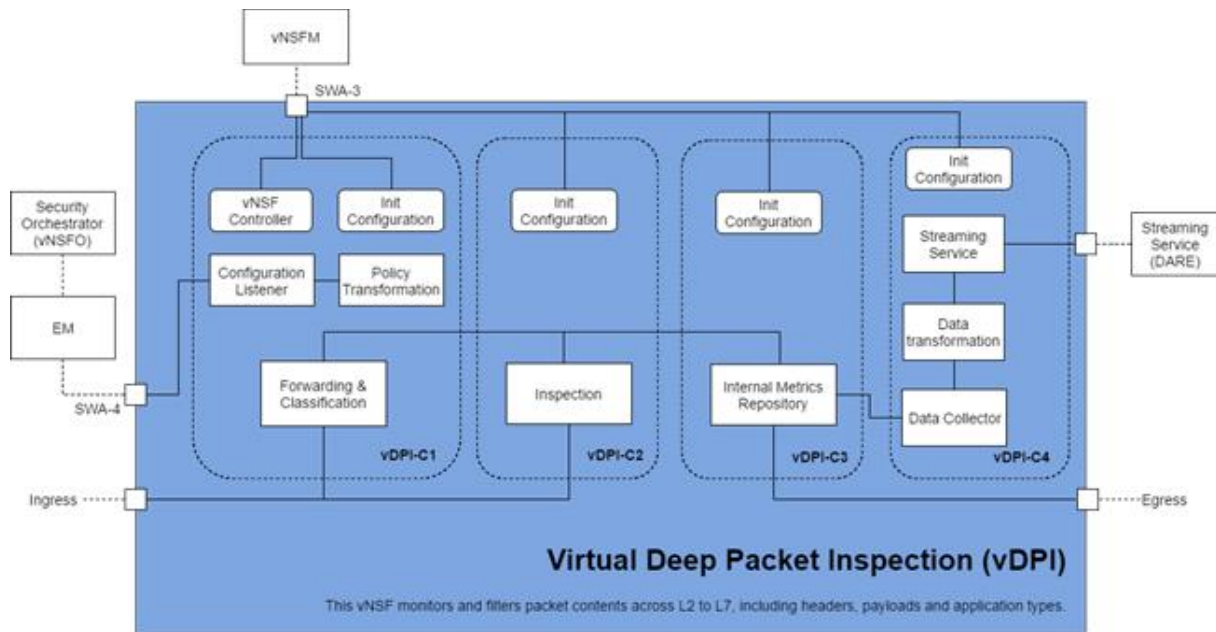 vNSFM
SWA-3
Init
Configuration
vNSF
Controller
Init
Configuration
Init
Configuration
Init
Configuration
Security
Orchestrator
(vNSFO)
Streaming
Service
Streaming
Service
(DARE)
Configuration
Listener
Policy
Transformation
EM
Data
transformation
Forwarding &
Classification
Inspection
Internal Metrics
Repository
Data Collector
SWA-4
vDPI-C1
vDPI-C2
vDPI-C3
vDPI-C4
Ingress
Egress
Virtual Deep Packet Inspection (vDPI)
This vNSF monitors and filters packet contents across L2 to L7, including headers, payloads and application types.